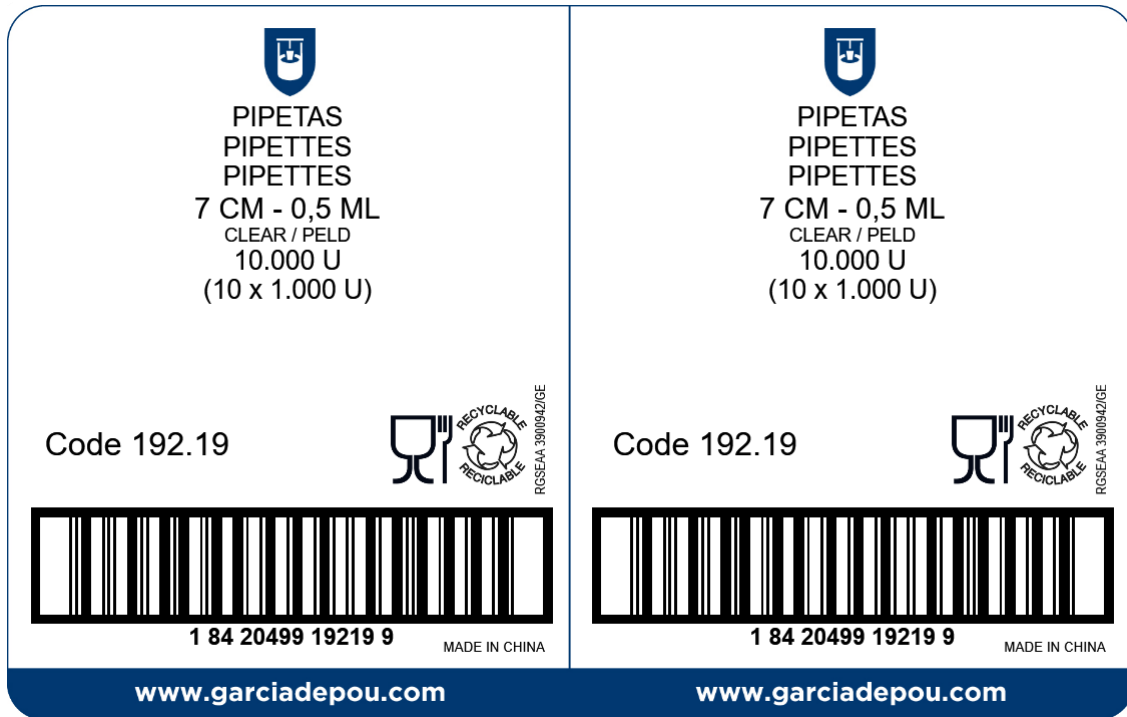 PIPETAS
PIPETTES
PIPETTES
7 CM - 0,5 ML
CLEAR / PELD
10.000 U
(10 x 1.000 U)
Code 192.19
RECYCLABLE
RECICLABLE
RGSEAA 3900942/GE
1 84 20499 19219 9
MADE IN CHINA
www.garciadepou.com
PIPETAS
PIPETTES
PIPETTES
7 CM - 0,5 ML
CLEAR / PELD
10.000 U
(10 x 1.000 U)
Code 192.19
RECYCLABLE
RECICLABLE
RGSEAA 3900942/GE
1 84 20499 19219 9
MADE IN CHINA
www.garciadepou.com